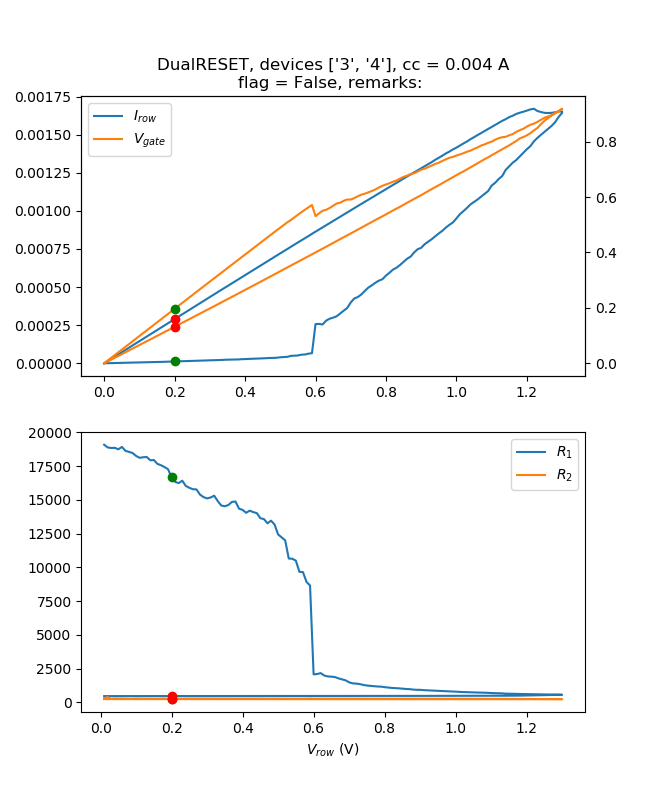 DualRESET, devices ['3', '4'], cc = 0.004 A
flag = False, remarks:
0.00175
0.00150
0.00125
0.00100
0.00075
0.00050
0.00025
0.00000
I_row
V_gate
0.8
0.6
0.4
0.2
0.0
0.0 0.2 0.4 0.6 0.8 1.0 1.2
20000
17500
15000
12500
10000
7500
5000
2500
0
R_1
R_2
0.0 0.2 0.4 0.6 0.8 1.0 1.2
V_row (V)